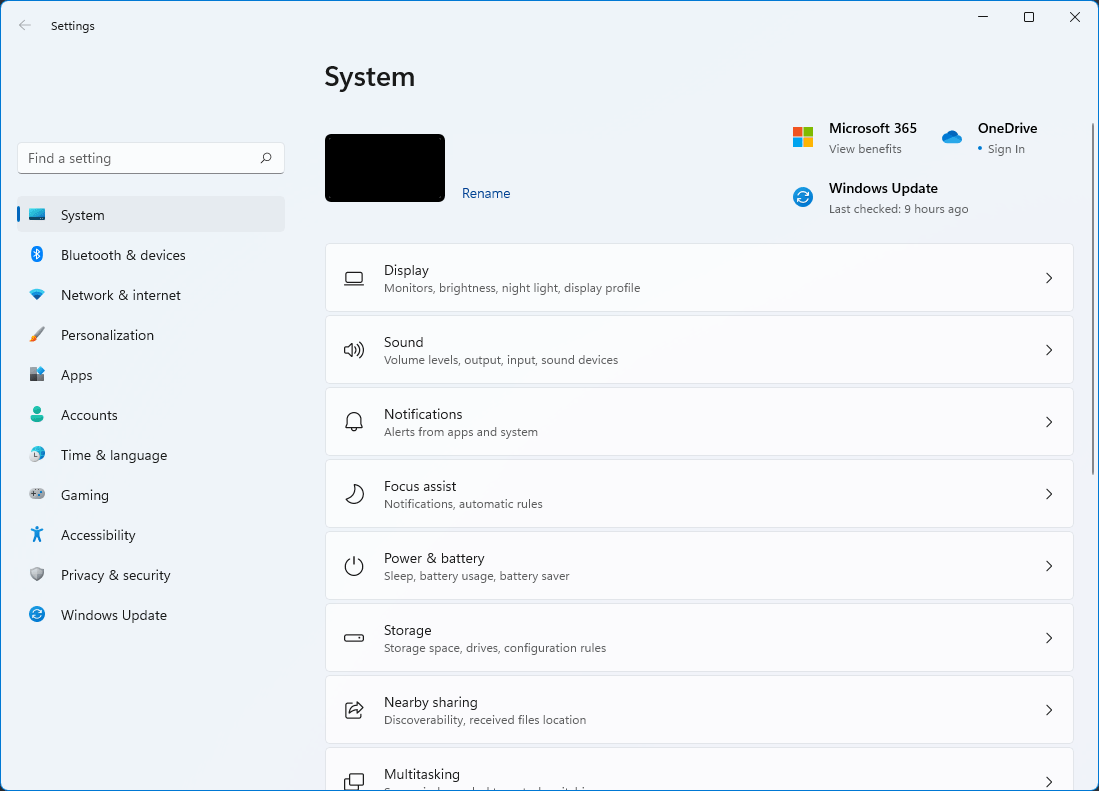 Settings
System
Find a setting
Rename
Microsoft 365
View benefits
OneDrive
• Sign In
Windows Update
Last checked: 9 hours ago
System
Bluetooth & devices
Network & internet
Personalization
Apps
Accounts
Time & language
Gaming
Accessibility
Privacy & security
Windows Update
Display
Monitors, brightness, night light, display profile
Sound
Volume levels, output, input, sound devices
Notifications
Alerts from apps and system
Focus assist
Notifications, automatic rules
Power & battery
Sleep, battery usage, battery saver
Storage
Storage space, drives, configuration rules
Nearby sharing
Discoverability, received files location
Multitasking